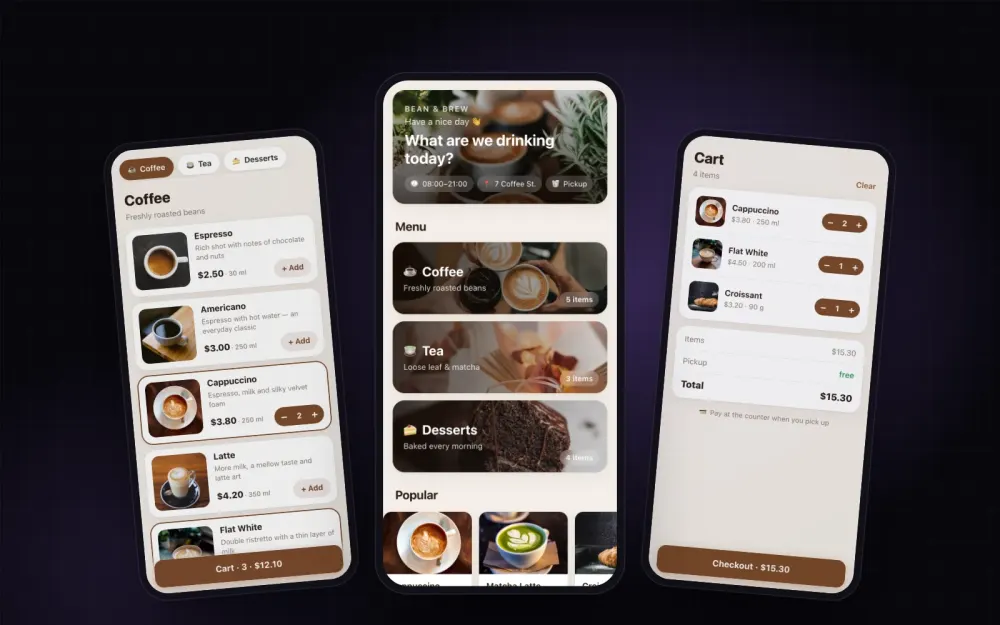 Coffee
Tea
Desserts
Coffee
Freshly roasted beans
Espresso
Rich shot with notes of chocolate
and nuts
$2.50 · 30 ml
+ Add
Americano
Espresso with hot water — an
everyday classic
$3.00 · 250 ml
+ Add
Cappuccino
Espresso, milk and silky velvet
foam
$3.80 · 250 ml
− 2 +
Latte
More milk, a mellow taste and
latte art
$4.20 · 350 ml
+ Add
Flat White
Double ristretto with a thin layer of
milk
Cart · 3 · $12.10
BEAN & BREW
Have a nice day 👋
What are we drinking
today?
08:00–21:00
7 Coffee St.
Pickup
Menu
Coffee
Freshly roasted beans
5 items
Tea
Loose leaf & matcha
3 items
Desserts
Baked every morning
4 items
Popular
Matcha Latte
Cart
4 items
Clear
Cappuccino
$3.80 · 250 ml
− 2 +
Flat White
$4.50 · 200 ml
− 1 +
Croissant
$3.20 · 90 g
− 1 +
Items
$15.30
Pickup
free
Total
$15.30
Pay at the counter when you pick up
Checkout · $15.30